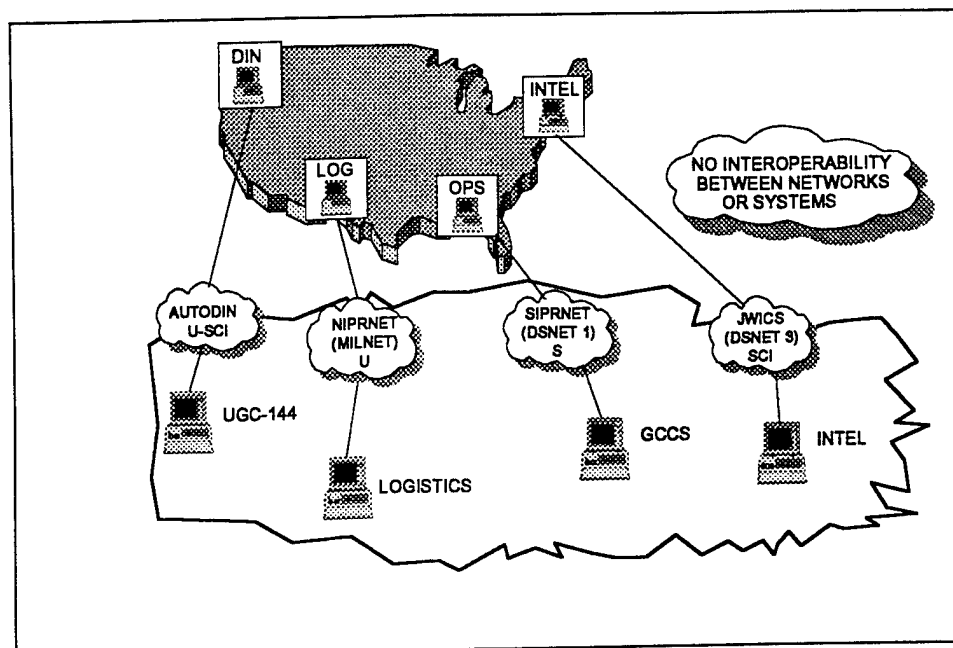 DIN
INTEL
LOG
OPS
NO INTEROPERABILITY
BETWEEN NETWORKS
OR SYSTEMS
AUTODIN
U-SCI
NIPRNET
(MILNET)
U
SIPRNET
(DSNET 1)
S
JWICS
(DSNET 3)
SCI
UGC-144
LOGISTICS
GCCS
INTEL